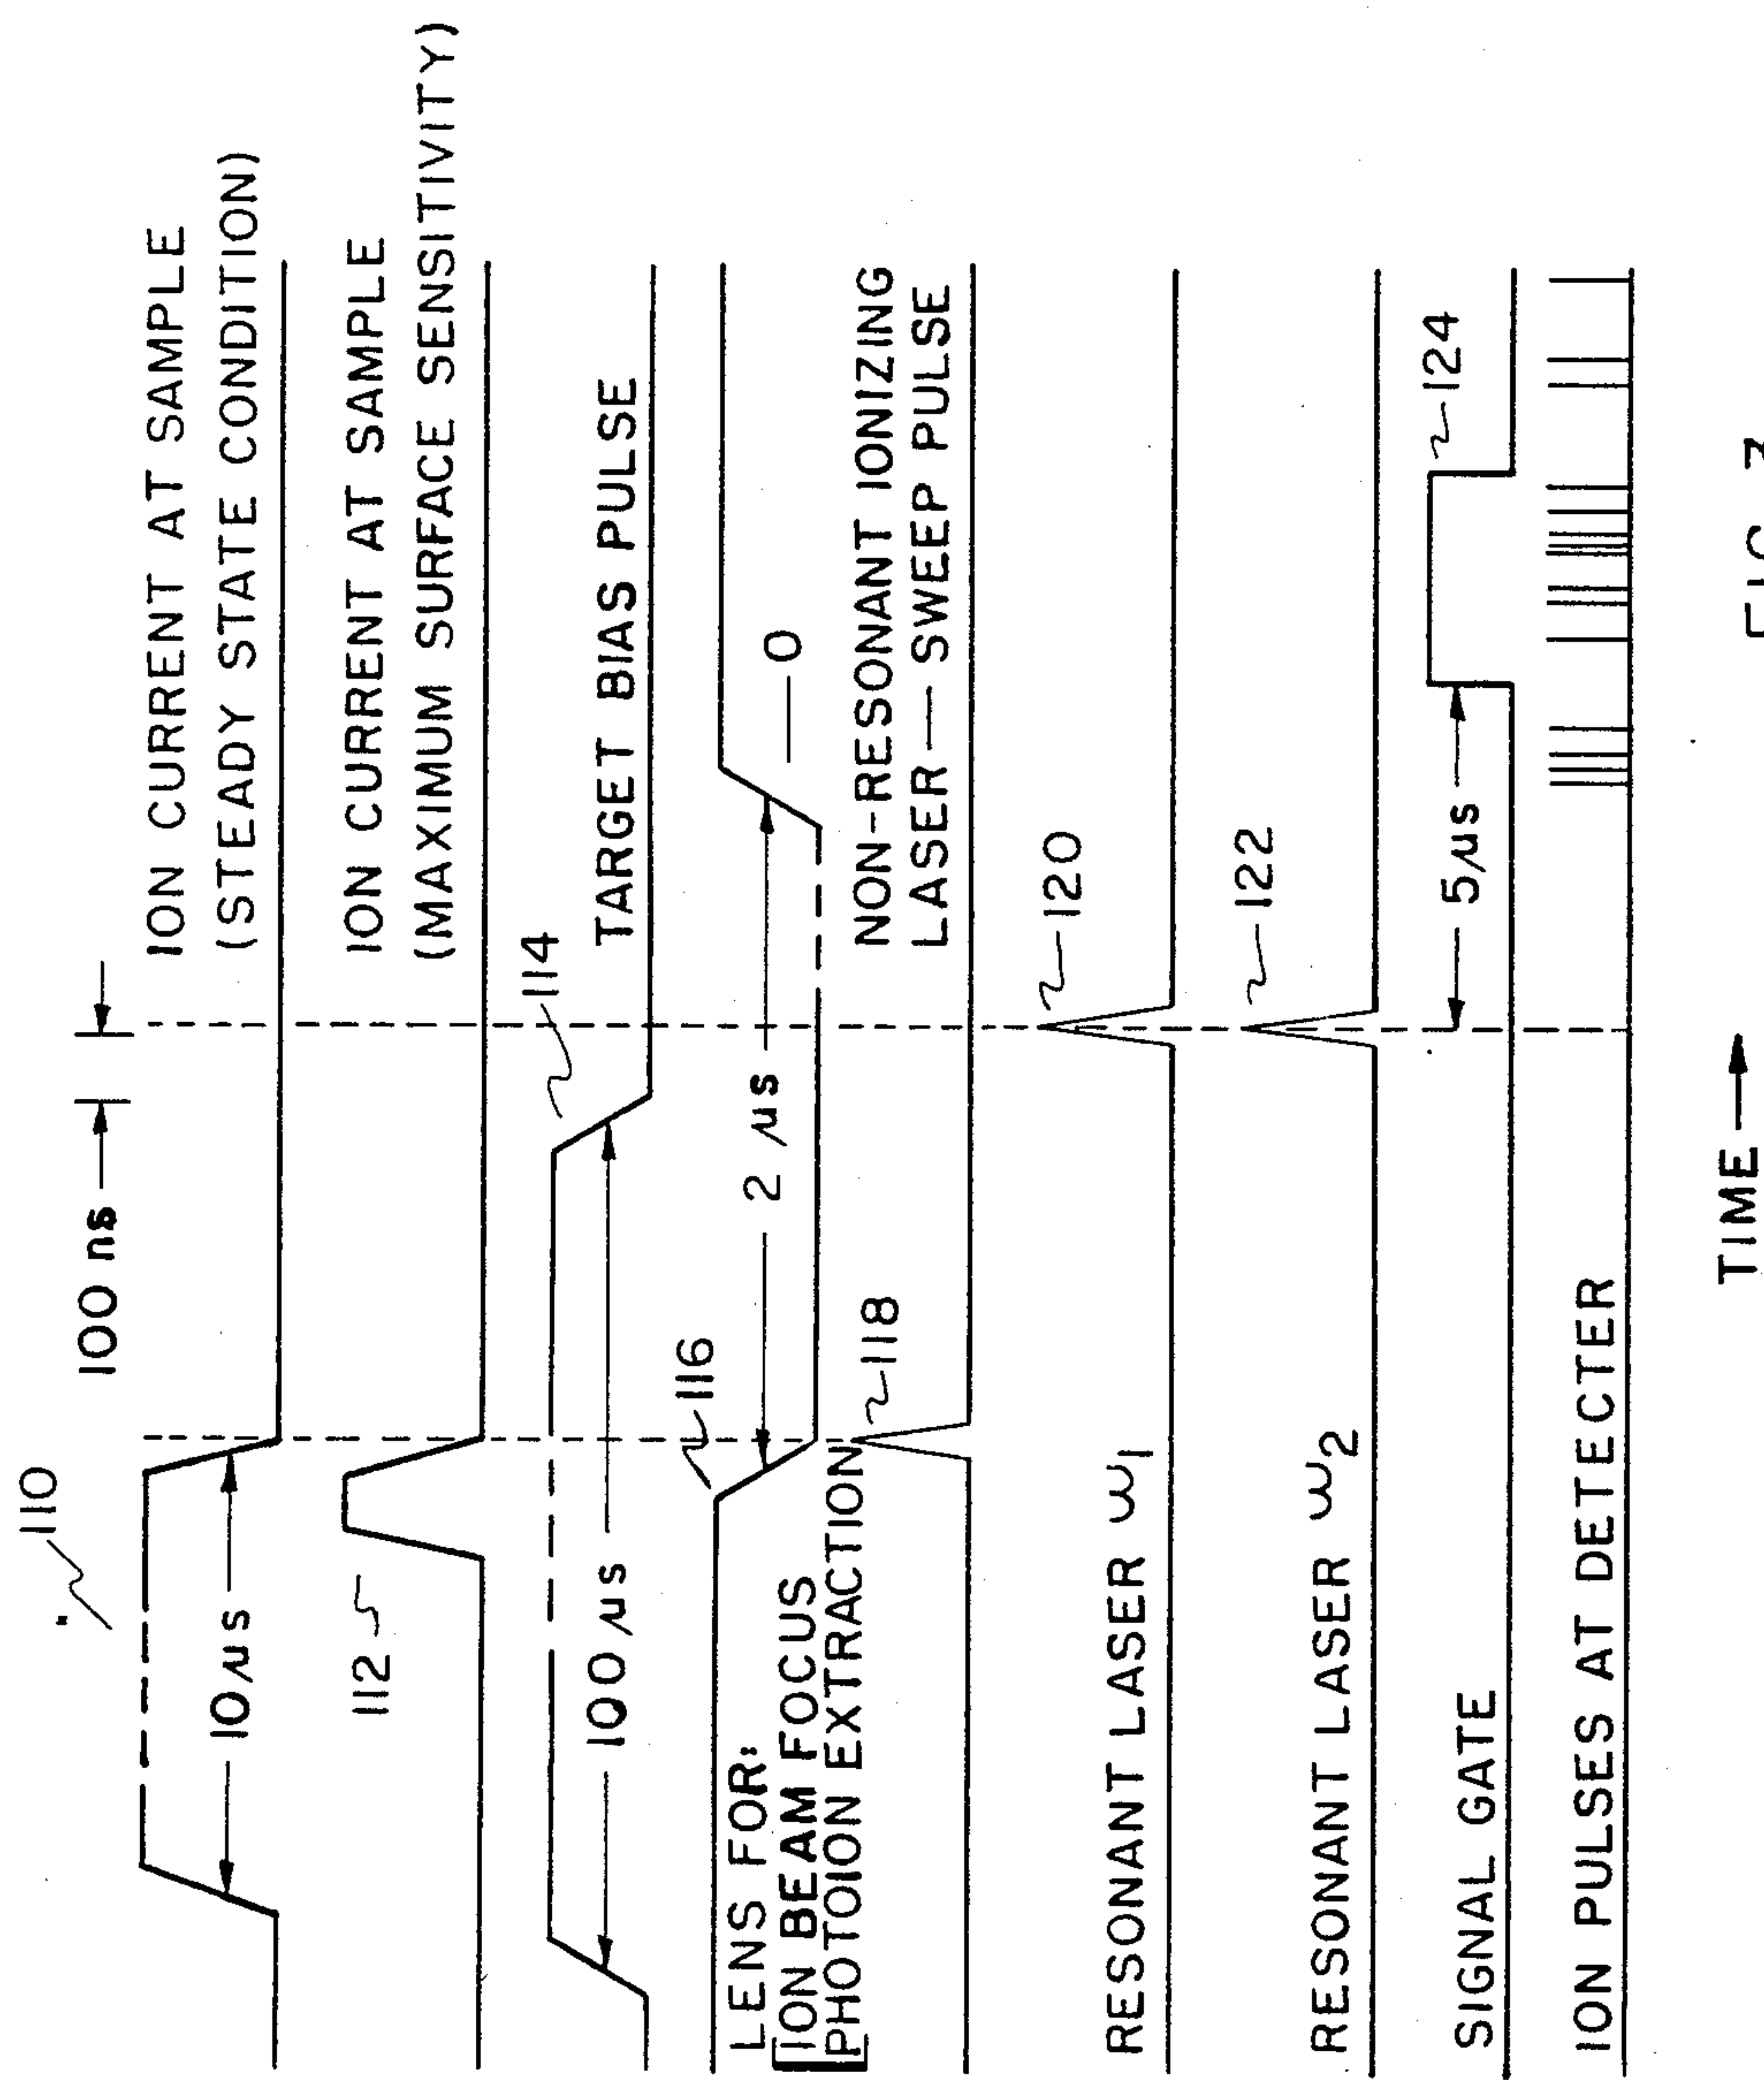 110
100 ns
ION CURRENT AT SAMPLE
(STEADY STATE CONDITION)
10 µs
112
ION CURRENT AT SAMPLE
(MAXIMUM SURFACE SENSITIVITY)
114
100 µs
TARGET BIAS PULSE
116
LENS FOR:
ION BEAM FOCUS
PHOTOION EXTRACTION
2 µs
— 0
118
NON-RESONANT IONIZING
LASER — SWEEP PULSE
120
RESONANT LASER ω1
122
RESONANT LASER ω2
124
SIGNAL GATE
5 µs
ION PULSES AT DETECTER
TIME